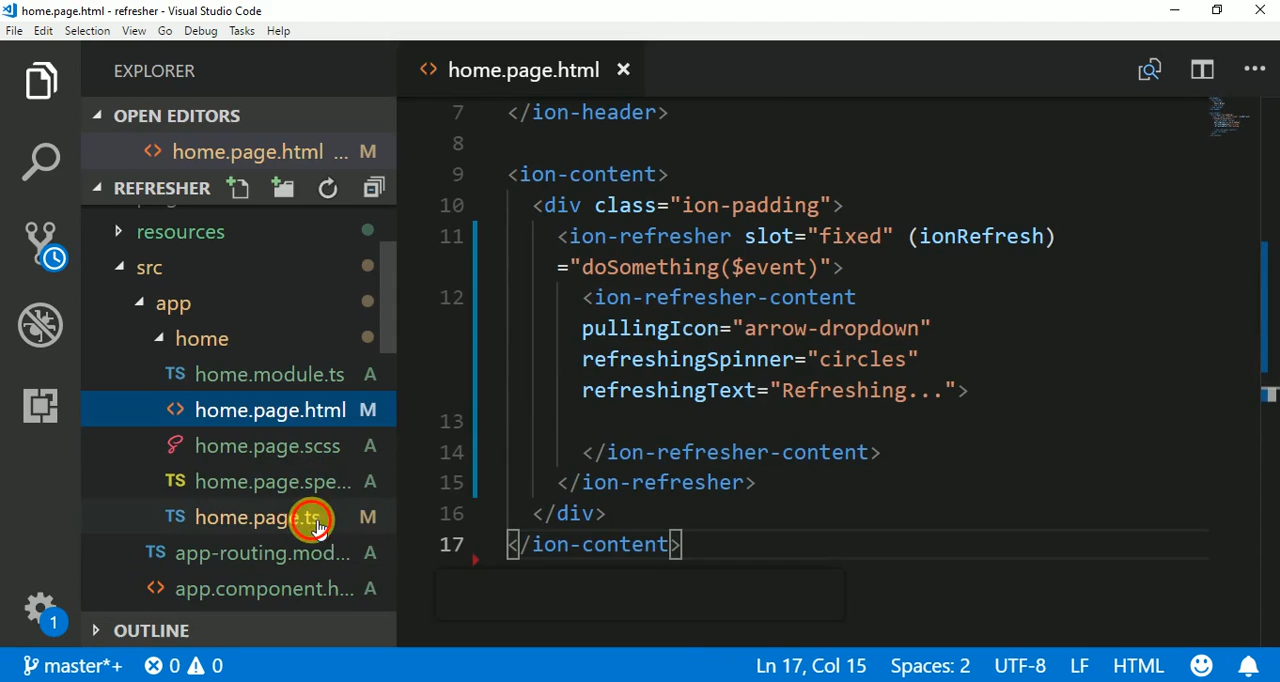 home.page.html - refresher - Visual Studio Code
File Edit Selection View Go Debug Tasks Help
EXPLORER
home.page.html
OPEN EDITORS
home.page.html ... M
REFRESHER
resources
src
app
home
TS home.module.ts A
<> home.page.html M
home.page.scss A
TS home.page.spe... A
TS home.page.ts M
TS app-routing.mod... A
<> app.component.h... A
OUTLINE
7 </ion-header>
8
9 <ion-content>
10 <div class="ion-padding">
11 <ion-refresher slot="fixed" (ionRefresh)
="doSomething($event)">
12 <ion-refresher-content
pullingIcon="arrow-dropdown"
refreshingSpinner="circles"
refreshingText="Refreshing...">
13
14 </ion-refresher-content>
15 </ion-refresher>
16 </div>
17 </ion-content>
1
master*+ 0 0 Ln 17, Col 15 Spaces: 2 UTF-8 LF HTML